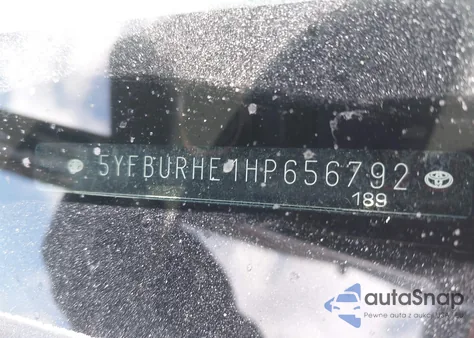 5YFBURHE1HP656792
189
autoSnap
Pewne auta z aukcji USA